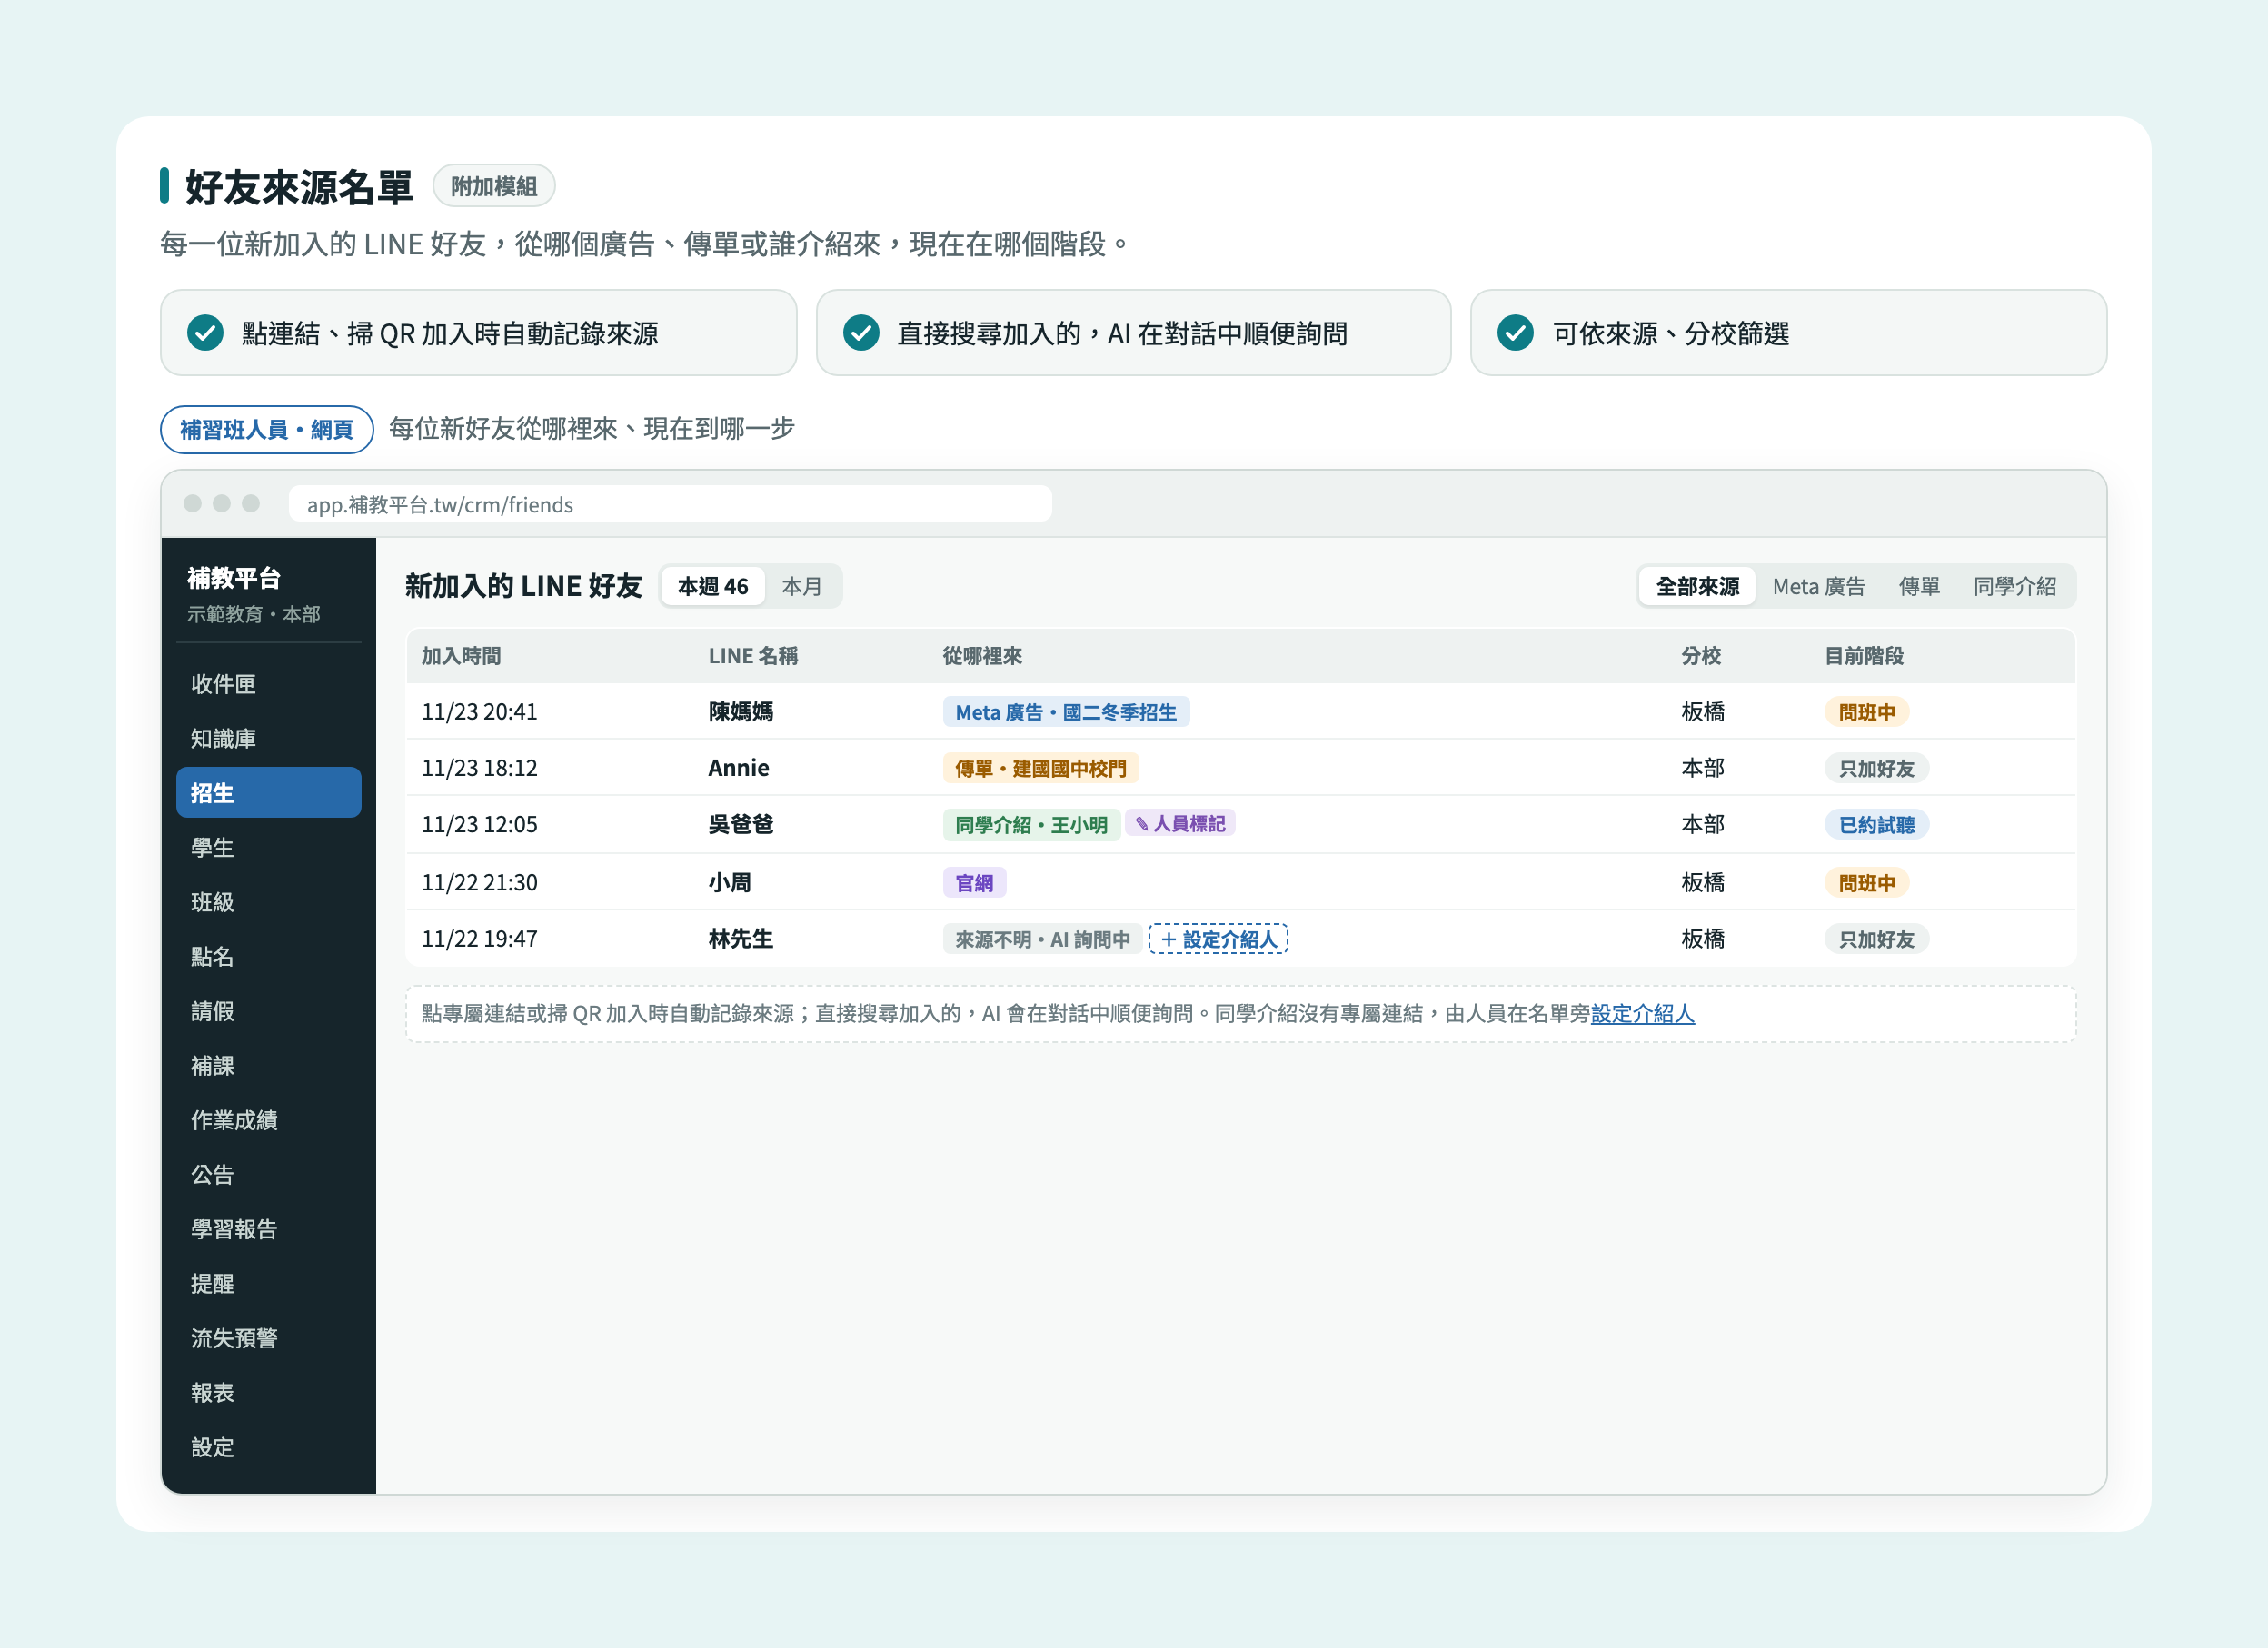 好友來源名單 附加模組
每一位新加入的 LINE 好友，從哪個廣告、傳單或誰介紹來，現在在哪個階段。
點連結、掃 QR 加入時自動記錄來源
直接搜尋加入的，AI 在對話中順便詢問
可依來源、分校篩選
補習班人員・網頁 每位新好友從哪裡來、現在到哪一步
app.補教平台.tw/crm/friends
補教平台
示範教育・本部
收件匣
知識庫
招生
學生
班級
點名
請假
補課
作業成績
公告
學習報告
提醒
流失預警
報表
設定
新加入的 LINE 好友 本週 46 本月 全部來源 Meta 廣告 傳單 同學介紹
加入時間 LINE 名稱 從哪裡來 分校 目前階段
11/23 20:41 陳媽媽 Meta 廣告・國二冬季招生 板橋 問班中
11/23 18:12 Annie 傳單・建國國中校門 本部 只加好友
11/23 12:05 吳爸爸 同學介紹・王小明 ✎ 人員標記 本部 已約試聽
11/22 21:30 小周 官網 板橋 問班中
11/22 19:47 林先生 來源不明・AI 詢問中 ＋ 設定介紹人 板橋 只加好友
點專屬連結或掃 QR 加入時自動記錄來源；直接搜尋加入的，AI 會在對話中順便詢問。同學介紹沒有專屬連結，由人員在名單旁設定介紹人